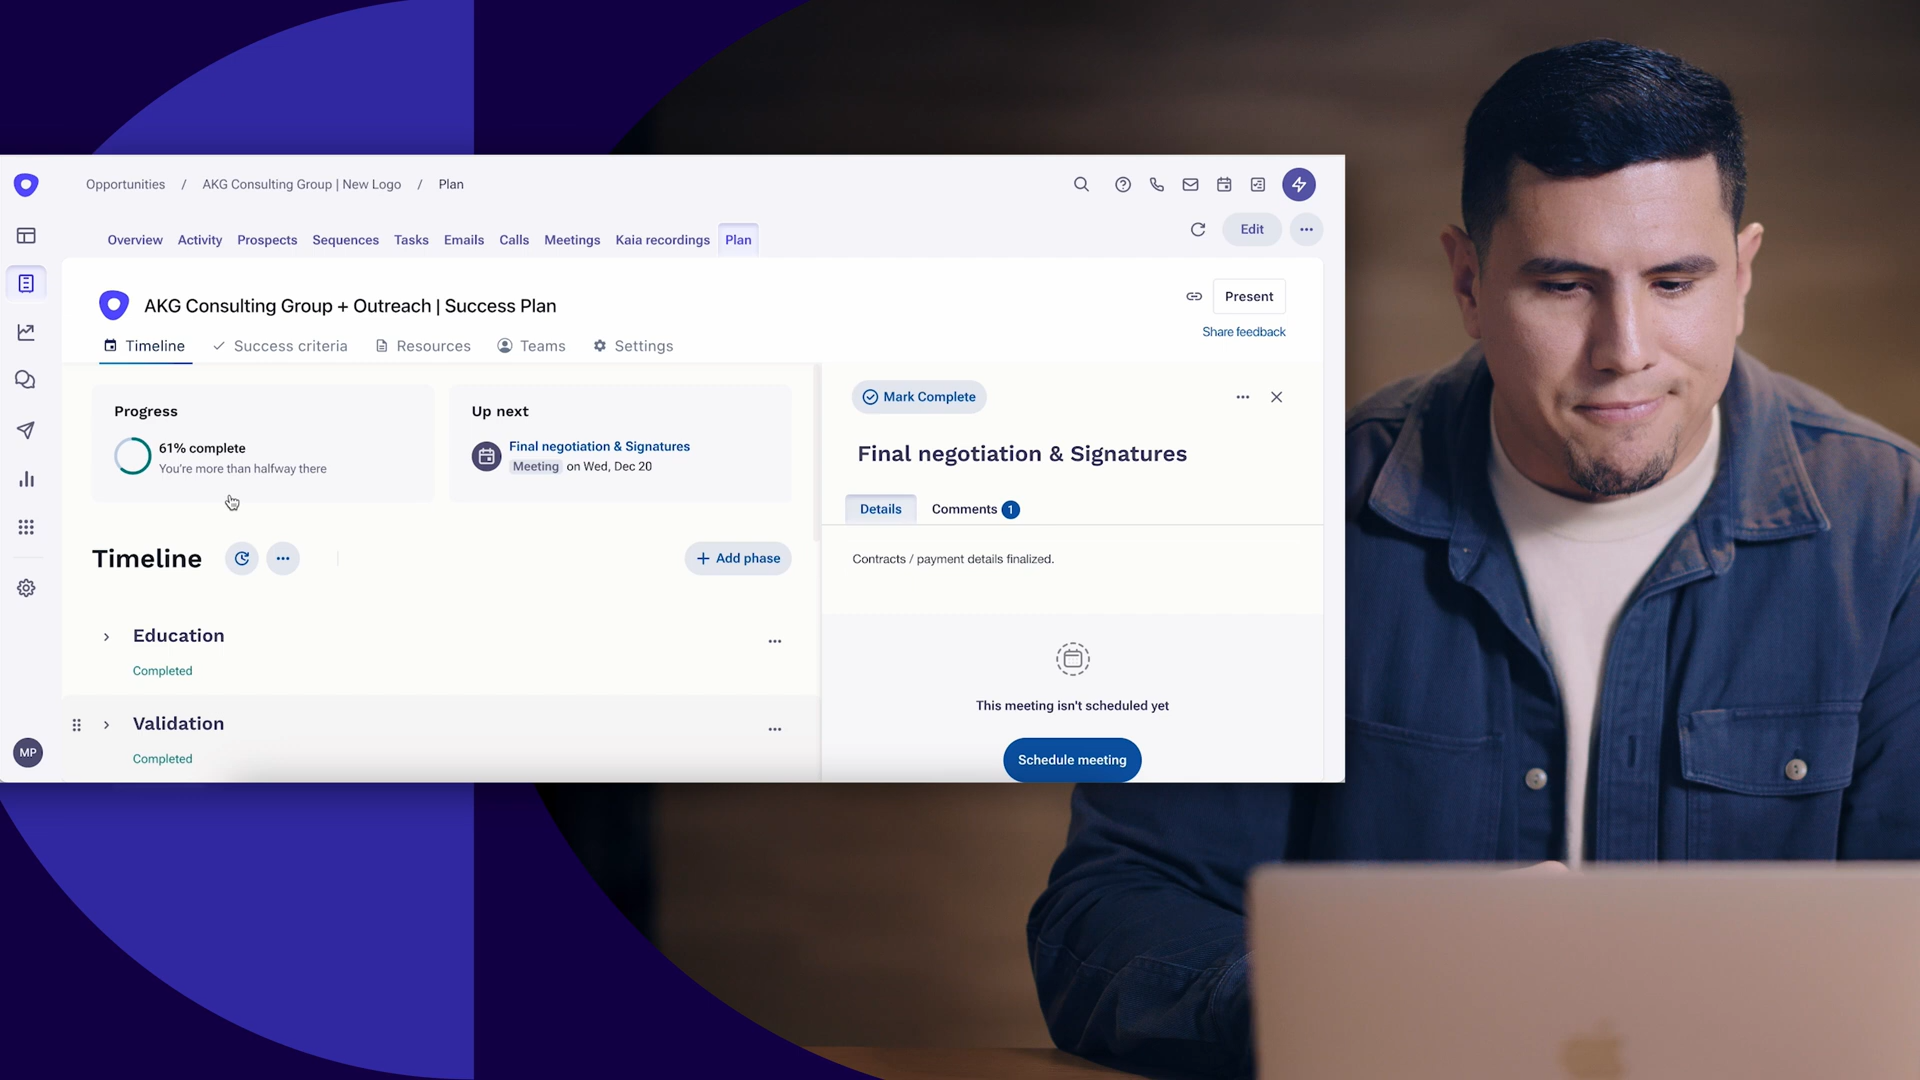 Opportunities / AKG Consulting Group | New Logo / Plan
Overview Activity Prospects Sequences Tasks Emails Calls Meetings Kaia recordings Plan
Edit
AKG Consulting Group + Outreach | Success Plan
Present
Share feedback
Timeline Success criteria Resources Teams Settings
Progress
61% complete
You're more than halfway there
Up next
Final negotiation & Signatures
Meeting on Wed, Dec 20
Timeline
+ Add phase
Education
Completed
Validation
Completed
Mark Complete
Final negotiation & Signatures
Details Comments 1
Contracts / payment details finalized.
This meeting isn't scheduled yet
Schedule meeting
MP